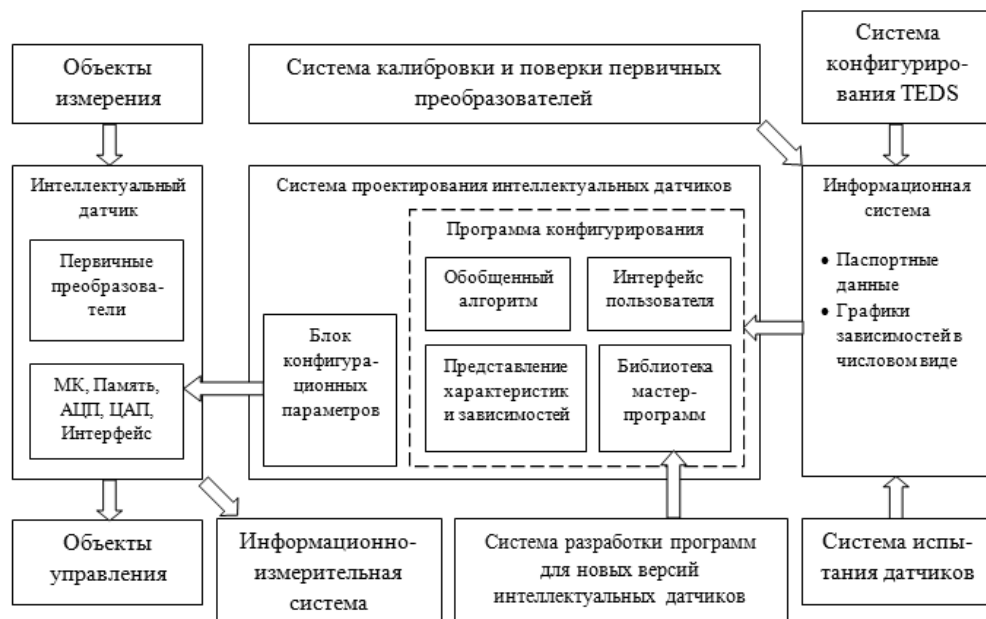 Объекты
измерения
Система калибровки и поверки первичных
преобразователей
Система
конфигуриро-
вания TEDS
Интеллектуальный
датчик
Первичные
преобразова-
тели
МК, Память,
АЦП, ЦАП,
Интерфейс
Система проектирования интеллектуальных датчиков
Программа конфигурирования
Обобщенный
алгоритм
Интерфейс
пользователя
Блок
конфигура-
ционных
параметров
Представление
характеристик
и зависимостей
Библиотека
мастер-
программ
Информационная
система
• Паспортные
данные
• Графики
зависимостей в
числовом виде
Объекты
управления
Информационно-
измерительная
система
Система разработки программ
для новых версий
интеллектуальных датчиков
Система испы-
тания датчиков